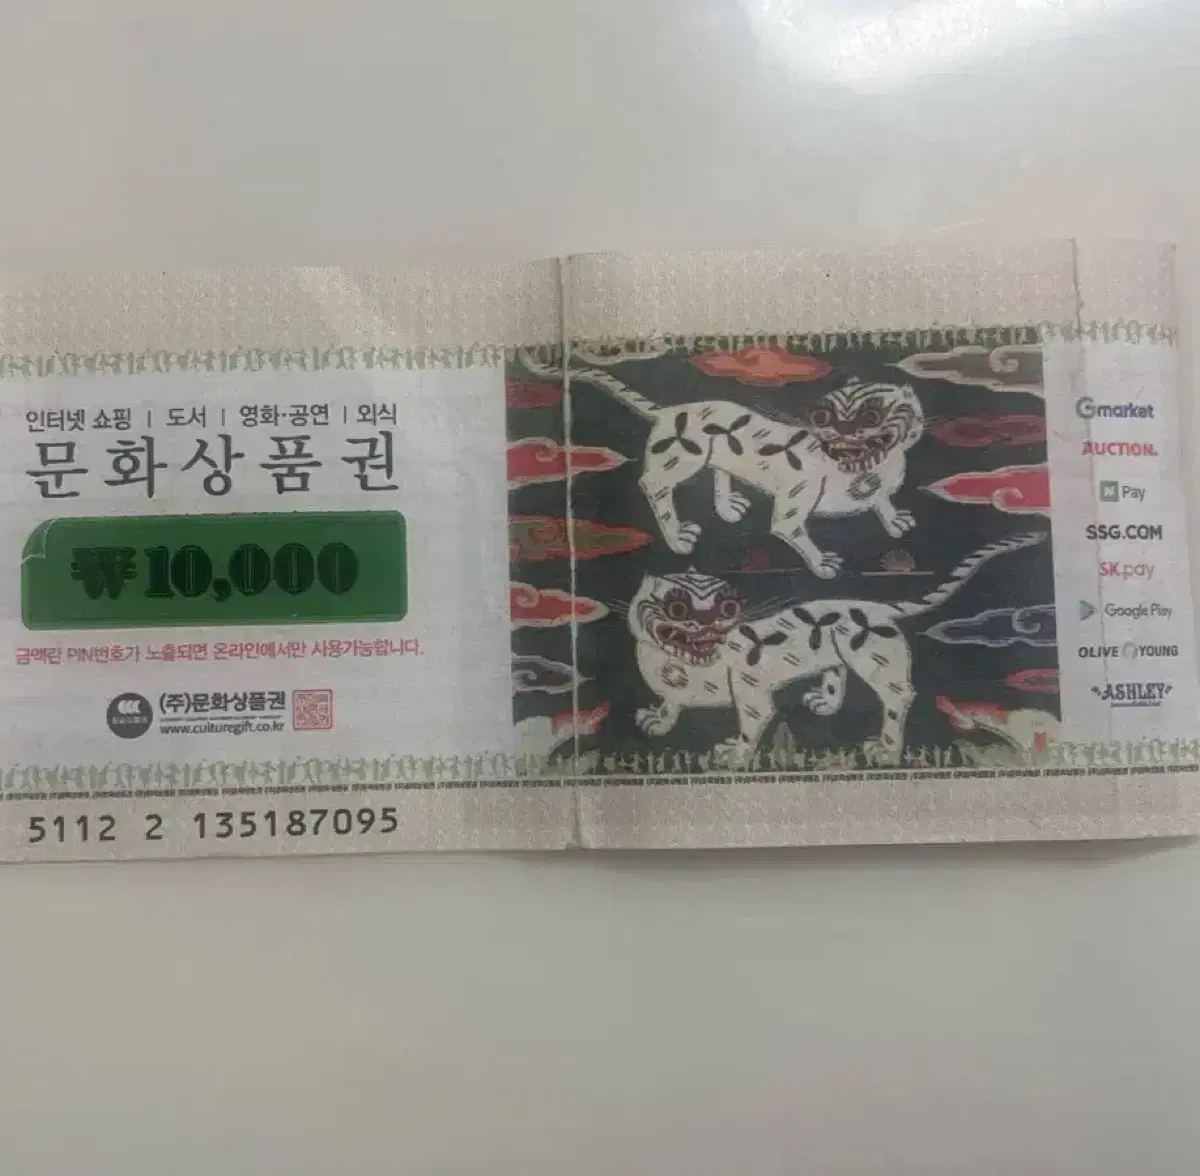 인터넷 쇼핑 | 도서 | 영화·공연 | 외식
문화상품권
₩10,000
금액란 PIN번호가 노출되면 온라인에서만 사용가능합니다.
(주)문화상품권
www.culturegift.co.kr
5112 2 135187095
Gmarket
AUCTION.
N Pay
SSG.COM
SK pay
Google Play
OLIVE YOUNG
ASHLEY